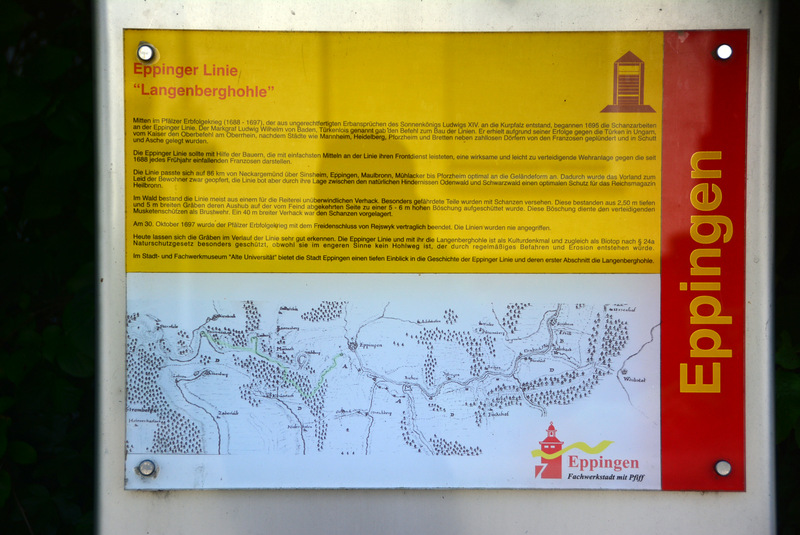 Eppinger Linie
"Langenberghohle"
Mitten im Pfälzer Erbfolgekrieg (1688 - 1697), der aus ungerechtfertigten Erbansprüchen des Sonnenkönigs Ludwigs XIV. an die Kurpfalz entstand, begannen 1695 die Schanzarbeiten
an der Eppinger Linie. Der Markgraf Ludwig Wilhelm von Baden, Türkenlouis genannt gab den Befehl zum Bau der Linien. Er erhielt aufgrund seiner Erfolge gegen die Türken in Ungarn,
vom Kaiser den Oberbefehl am Oberrhein, nachdem Städte wie Mannheim, Heidelberg, Pforzheim und Bretten neben zahllosen Dörfern von den Franzosen geplündert und in Schutt
und Asche gelegt wurden.
Die Eppinger Linie sollte mit Hilfe der Bauern, die mit einfachsten Mitteln an der Linie ihren Frontdienst leisteten, eine wirksame und leicht zu verteidigende Wehranlage gegen die seit
1688 jedes Frühjahr einfallenden Franzosen darstellen.
Die Linie passte sich auf 86 km von Neckargemünd über Sinsheim, Eppingen, Maulbronn, Mühlacker bis Pforzheim optimal an die Geländeform an. Dadurch wurde das Vorland zum
Leid der Bewohner zwar geopfert, die Linie bot aber durch ihre Lage zwischen den natürlichen Hindernissen Odenwald und Schwarzwald einen optimalen Schutz für das Reichsmagazin
Heilbronn.
Im Wald bestand die Linie meist aus einem für die Reiterei unüberwindlichen Verhack. Besonders gefährdete Teile wurden mit Schanzen versehen. Diese bestanden aus 2,50 m tiefen
und 5 m breiten Gräben deren Aushub auf der vom Feind abgekehrten Seite zu einer 5 - 6 m hohen Böschung aufgeschüttet wurde. Diese Böschung diente den verteidigenden
Musketenschützen als Brustwehr. Ein 40 m breiter Verhack war den Schanzen vorgelagert.
Am 30. Oktober 1697 wurde der Pfälzer Erbfolgekrieg mit dem Friedenschluss von Rejswyk vertraglich beendet. Die Linien wurden nie angegriffen.
Heute lassen sich die Gräben im Verlauf der Linie sehr gut erkennen. Die Eppinger Linie und mit ihr die Langenberghohle ist als Kulturdenkmal und zugleich als Biotop nach § 24a
Naturschutzgesetz besonders geschützt, obwohl sie im engeren Sinne kein Hohlweg ist, der durch regelmäßiges Befahren und Erosion entstehen würde.
Im Stadt- und Fachwerkmuseum "Alte Universität" bietet die Stadt Eppingen einen tiefen Einblick in die Geschichte der Eppinger Linie und deren erster Abschnitt die Langenberghohle.
Eppingen
Eppingen
Eppingen
Fachwerkstadt mit Pfiff